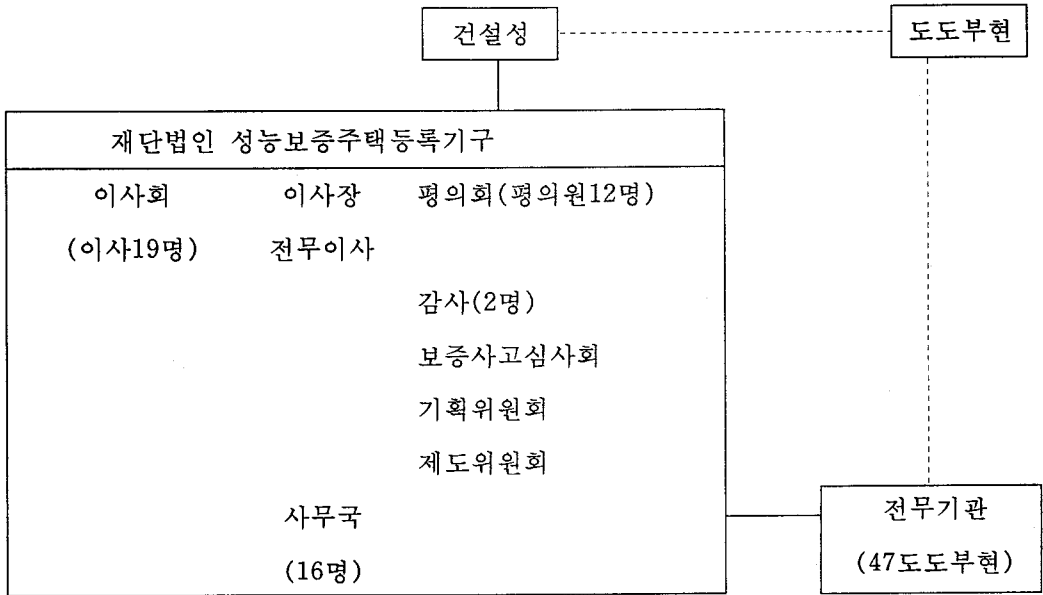 건설성 도도부현
재단법인 성능보증주택등록기구
이사회 이사장 평의회(평의원12명)
(이사19명) 전무이사
감사(2명)
보증사고심사회
기획위원회
제도위원회
사무국 전무기관
(16명) (47도도부현)